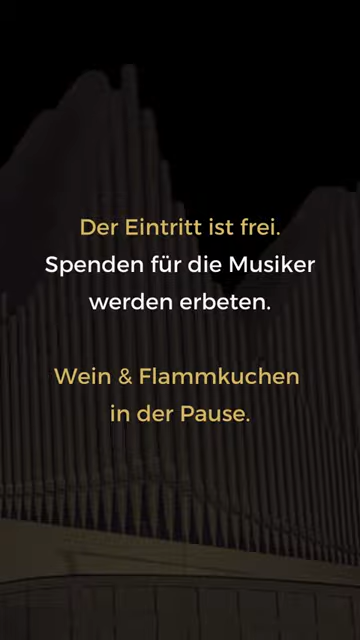 Der Eintritt ist frei.
Spenden für die Musiker
werden erbeten.
Wein & Flammkuchen
in der Pause.